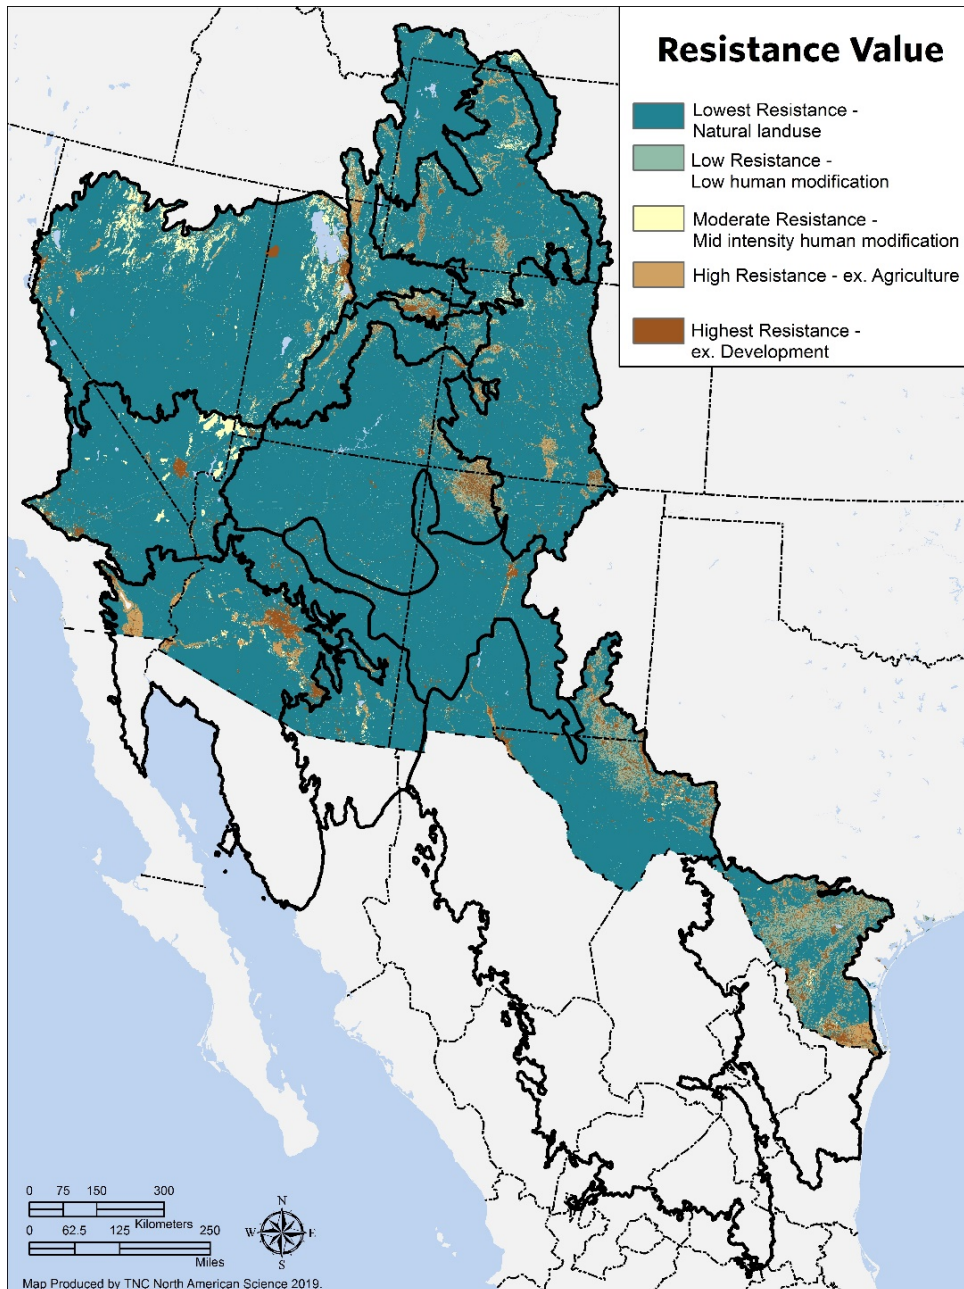 Resistance Value
Lowest Resistance -
Natural landuse
Low Resistance -
Low human modification
Moderate Resistance -
Mid intensity human modification
High Resistance - ex. Agriculture
Highest Resistance -
ex. Development
0 75 150 300
Kilometers
0 62.5 125 250
Miles
N
W E
S
Map Produced by TNC North American Science 2019.